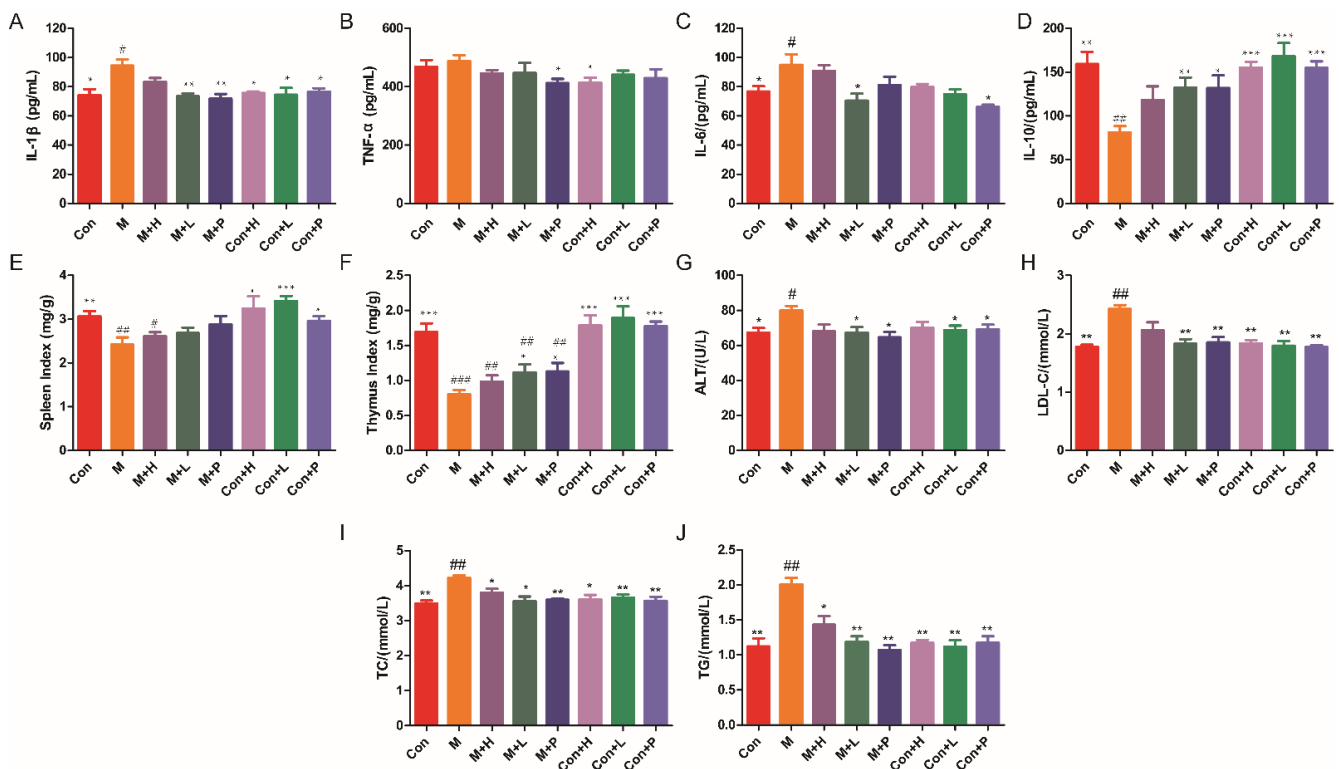 A
IL-1β (pg/mL)
120
100
80
60
40
20
0
*
#
**
**
*
*
*
Con
M
M+H
M+L
M+P
Con+H
Con+L
Con+P
B
TNF-α (pg/mL)
600
400
200
0
*
*
Con
M
M+H
M+L
M+P
Con+H
Con+L
Con+P
C
IL-6/(pg/mL)
120
100
80
60
40
20
0
*
#
*
*
Con
M
M+H
M+L
M+P
Con+H
Con+L
Con+P
D
IL-10/(pg/mL)
200
150
100
50
0
**
##
**
*
***
***
***
Con
M
M+H
M+L
M+P
Con+H
Con+L
Con+P
E
Spleen Index (mg/g)
4
3
2
1
0
**
##
#
*
***
*
Con
M
M+H
M+L
M+P
Con+H
Con+L
Con+P
F
Thymus Index (mg/g)
2.0
1.5
1.0
0.5
0.0
***
###
##
##
*
##
*
***
***
***
Con
M
M+H
M+L
M+P
Con+H
Con+L
Con+P
G
ALT/(U/L)
100
80
60
40
20
0
*
#
*
*
*
*
Con
M
M+H
M+L
M+P
Con+H
Con+L
Con+P
H
LDL-C/(mmol/L)
3
2
1
0
**
##
**
**
**
**
**
Con
M
M+H
M+L
M+P
Con+H
Con+L
Con+P
I
TC/(mmol/L)
5
4
3
2
1
0
**
##
*
*
**
*
**
**
Con
M
M+H
M+L
M+P
Con+H
Con+L
Con+P
J
TG/(mmol/L)
2.5
2.0
1.5
1.0
0.5
0.0
**
##
*
**
**
**
**
**
Con
M
M+H
M+L
M+P
Con+H
Con+L
Con+P